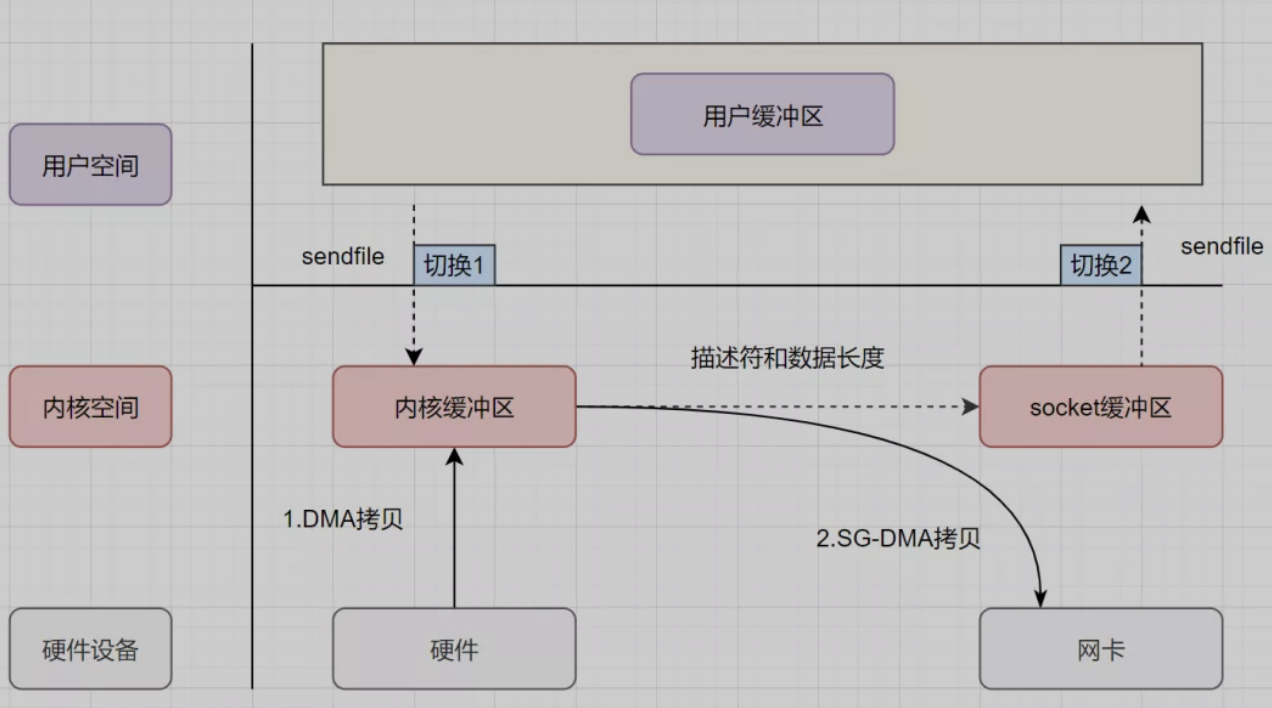 用户缓冲区
用户空间
sendfile
切换1
切换2
sendfile
描述符和数据长度
内核空间
内核缓冲区
socket缓冲区
1.DMA拷贝
2.SG-DMA拷贝
硬件设备
硬件
网卡